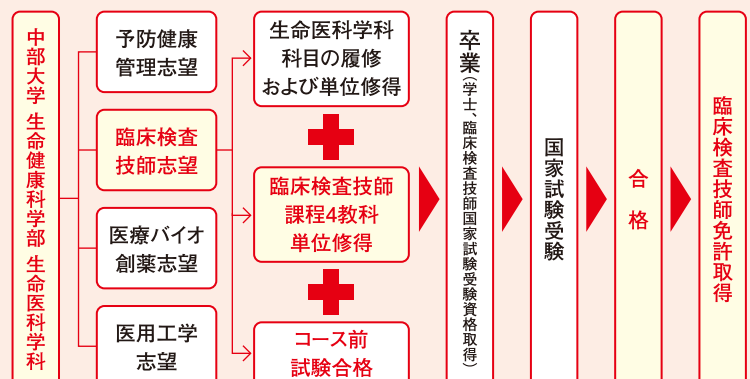 中部大学 生命健康科学部 生命医科学科
予防健康
管理志望
臨床検査
技師志望
医療バイオ
創薬志望
医用工学
志望
生命医科学科
科目の履修
および単位修得
臨床検査技師
課程4教科
単位修得
コース前
試験合格
卒業(学士、臨床検査技師国家試験受験資格取得)
国家試験受験
合格
臨床検査技師免許取得